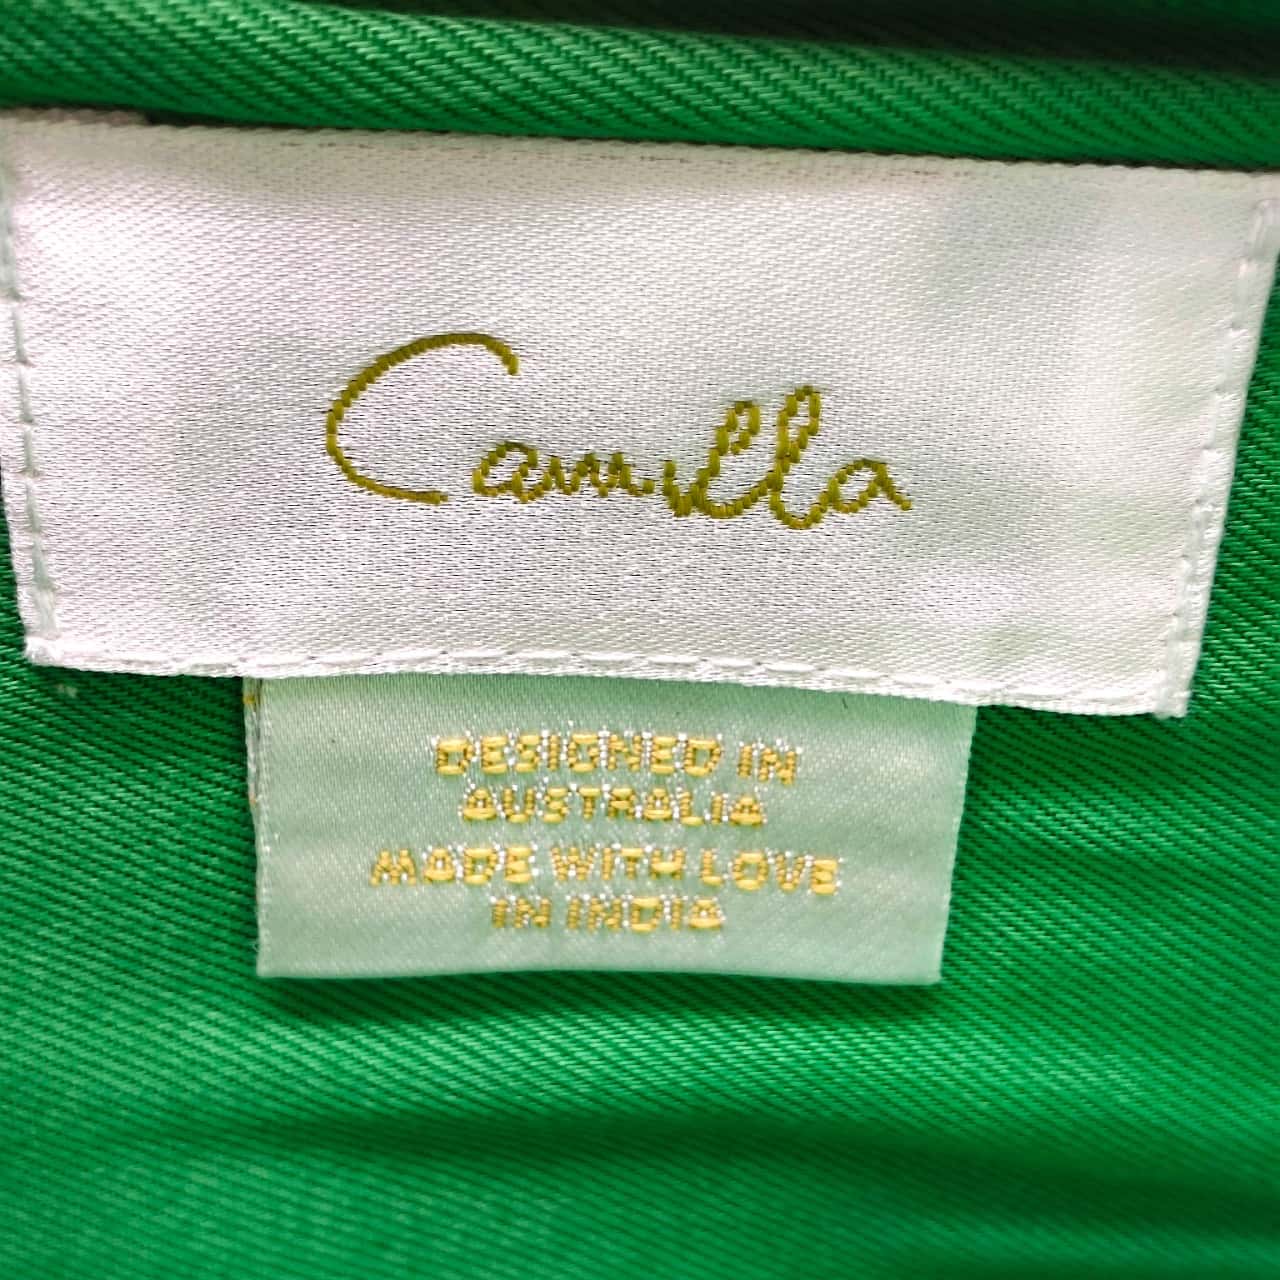 Camilla
DESIGNED IN
AUSTRALIA
MADE WITH LOVE
IN INDIA